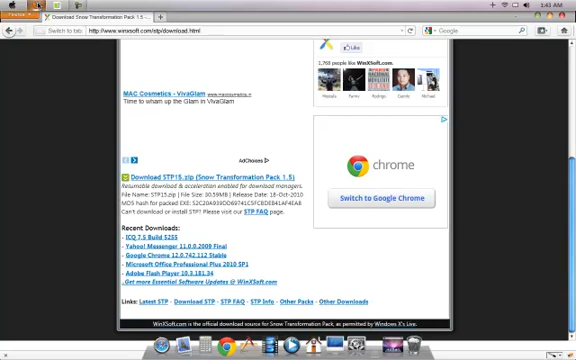 1:43 AM
Firefox
Download Snow Transformation Pack 1.5-...
Switch to tab:
http://www.winxsoft.com/stp/download.html
Google
Like
1,768 people like WinXSoft.com.
MAC Cosmetics - VivaGlam
Time to wham up the Glam in VivaGlam
AdChoices
Download STP15.zip (Snow Transformation Pack 1.5)
Resumable download & acceleration enabled for download managers.
File Name: STP15.zip | File Size: 30.59MB | Release Date: 18-Oct-2010
Can't download or install STP? Please visit our STP FAQ page.
chrome
Switch to Google Chrome
Recent Downloads:
- ICQ 7.5 Build 5255
- Yahoo! Messenger 11.0.0.2009 Final
- Google Chrome 12.0.742.112 Stable
- Microsoft Office Professional Plus 2010 SP1
- Adobe Flash Player 10.3.181.34
..Get more Essential Software Updates @ WinXSoft.com
Links: Latest STP - Download STP - STP FAQ - STP Info - Other Packs - Other Downloads
WinXSoft.com is the official download source for Snow Transformation Pack, as permitted by Windows X's Live.